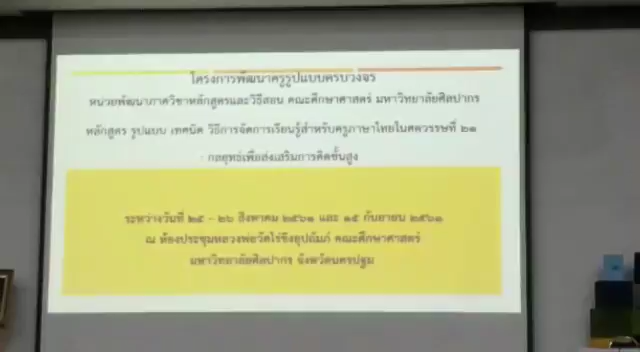 โครงการพัฒนาครูรูปแบบครบวงจร
หน่วยพัฒนาภาควิชาหลักสูตรและวิธีสอน คณะศึกษาศาสตร์ มหาวิทยาลัยศิลปากร
หลักสูตร รูปแบบ เทคนิค วิธีการจัดการเรียนรู้สำหรับครูภาษาไทยในศตวรรษที่ ๒๑
กลยุทธ์เพื่อส่งเสริมการคิดขั้นสูง
ระหว่างวันที่ ๒๕ - ๒๖ สิงหาคม ๒๕๖๑ และ ๑๕ กันยายน ๒๕๖๑
ณ ห้องประชุมหลวงพ่อวัดไร่ขิงอุปถัมภ์ คณะศึกษาศาสตร์
มหาวิทยาลัยศิลปากร จังหวัดนครปฐม